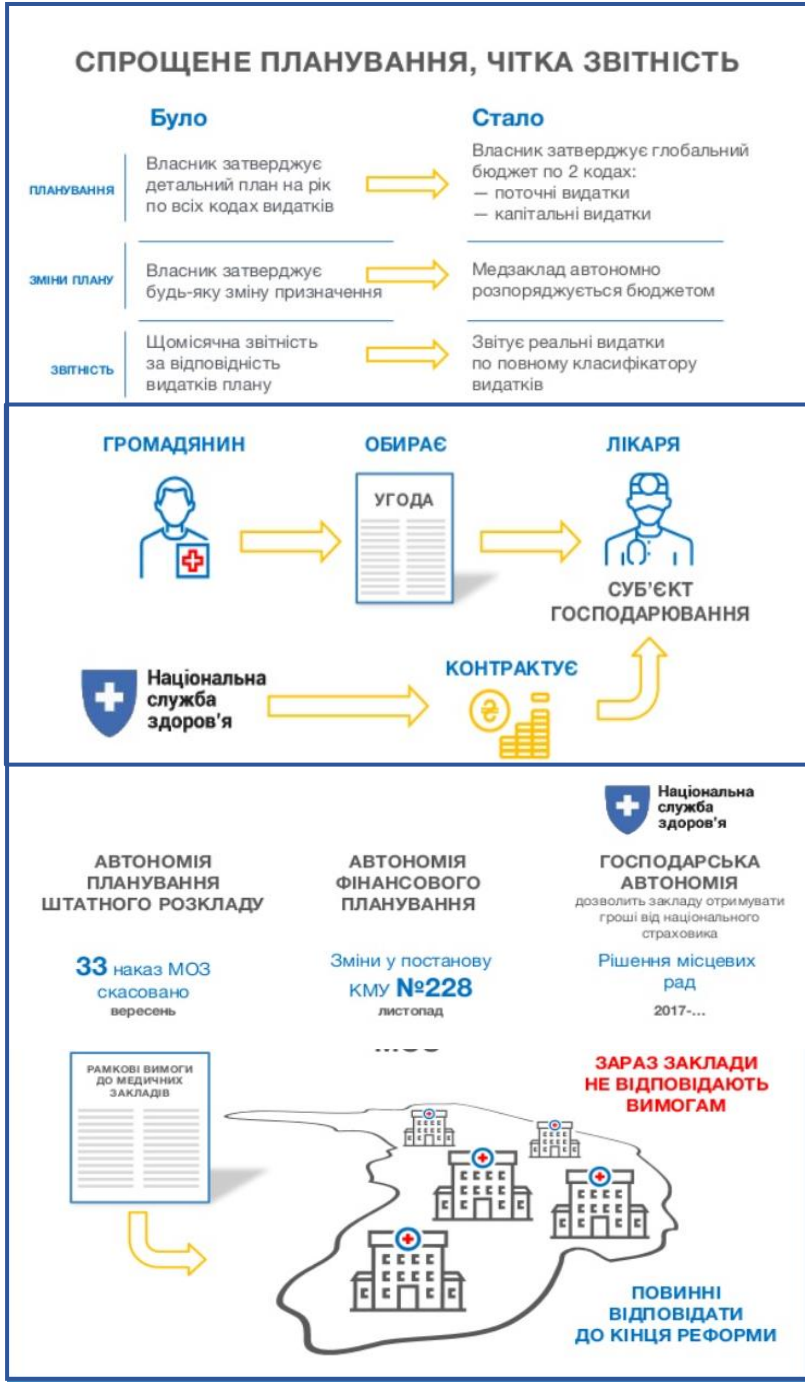 СПРОЩЕНЕ ПЛАНУВАННЯ, ЧІТКА ЗВІТНІСТЬ
Було
Стало
ПЛАНУВАННЯ
Власник затверджує
детальний план на рік
по всіх кодах видатків
Власник затверджує глобальний
бюджет по 2 кодах:
— поточні видатки
— капітальні видатки
ЗМІНИ ПЛАНУ
Власник затверджує
будь-яку зміну призначення
Медзаклад автономно
розпоряджується бюджетом
ЗВІТНІСТЬ
Щомісячна звітність
за відповідність
видатків плану
Звітує реальні видатки
по повному класифікатору
видатків
ГРОМАДЯНИН
ОБИРАЄ
ЛІКАРЯ
УГОДА
СУБ'ЄКТ
ГОСПОДАРЮВАННЯ
Національна
служба
здоров'я
КОНТРАКТУЄ
₴
Національна
служба
здоров'я
АВТОНОМІЯ
ПЛАНУВАННЯ
ШТАТНОГО РОЗКЛАДУ
33 наказ МОЗ
скасовано
вересень
АВТОНОМІЯ
ФІНАНСОВОГО
ПЛАНУВАННЯ
Зміни у постанову
КМУ №228
листопад
ГОСПОДАРСЬКА
АВТОНОМІЯ
дозволить закладу отримувати
гроші від національного
страховика
Рішення місцевих
рад
2017-...
РАМКОВІ ВИМОГИ
ДО МЕДИЧНИХ
ЗАКЛАДІВ
ЗАРАЗ ЗАКЛАДИ
НЕ ВІДПОВІДАЮТЬ
ВИМОГАМ
ПОВИННІ
ВІДПОВІДАТИ
ДО КІНЦЯ РЕФОРМИ